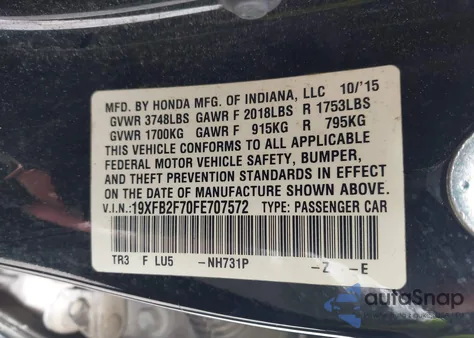 MFD. BY HONDA MFG. OF INDIANA, LLC 10/'15
GVWR 3748LBS GAWR F 2018LBS R 1753LBS
GVWR 1700KG GAWR F 915KG R 795KG
THIS VEHICLE CONFORMS TO ALL APPLICABLE
FEDERAL MOTOR VEHICLE SAFETY, BUMPER,
AND THEFT PREVENTION STANDARDS IN EFFECT
ON THE DATE OF MANUFACTURE SHOWN ABOVE.
V.I.N.:19XFB2F70FE707572 TYPE: PASSENGER CAR
TR3 F LU5 -NH731P -Z -E
autoSnap